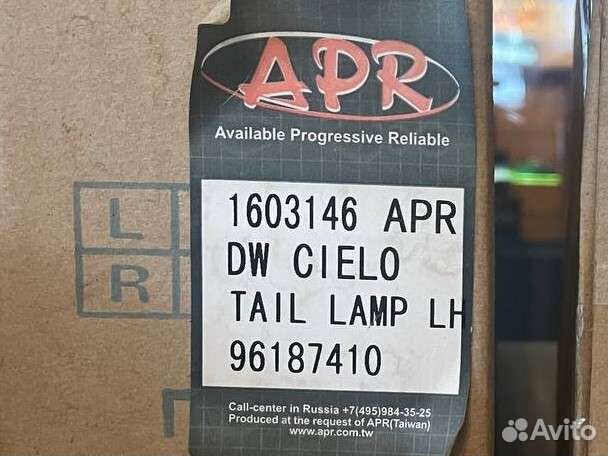 APR
Available Progressive Reliable
1603146 APR
DW CIELO
TAIL LAMP LH
96187410
L
R
Call-center in Russia +7(495)984-35-25
Produced at the request of APR(Taiwan)
www.apr.com.tw
Avito